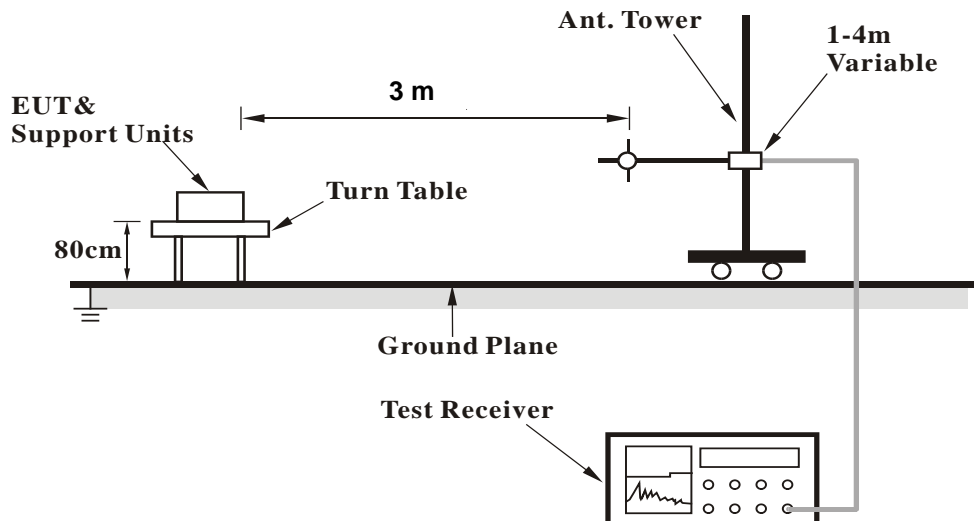 Ant. Tower
1-4m
Variable
3 m
EUT&
Support Units
Turn Table
80cm
Ground Plane
Test Receiver